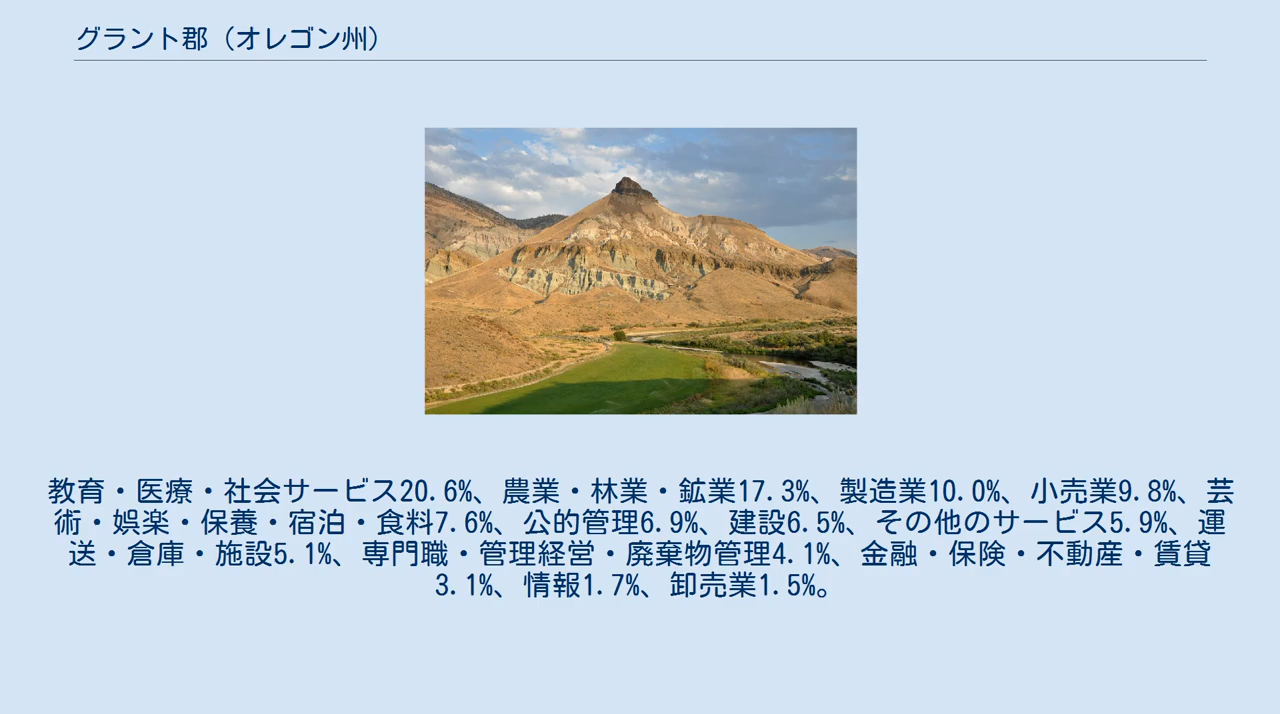 グラント郡（オレゴン州）
教育・医療・社会サービス20.6%、農業・林業・鉱業17.3%、製造業10.0%、小売業9.8%、芸
術・娯楽・保養・宿泊・食料7.6%、公的管理6.9%、建設6.5%、その他のサービス5.9%、運
送・倉庫・施設5.1%、専門職・管理経営・廃棄物管理4.1%、金融・保険・不動産・賃貸
3.1%、情報1.7%、卸売業1.5%。